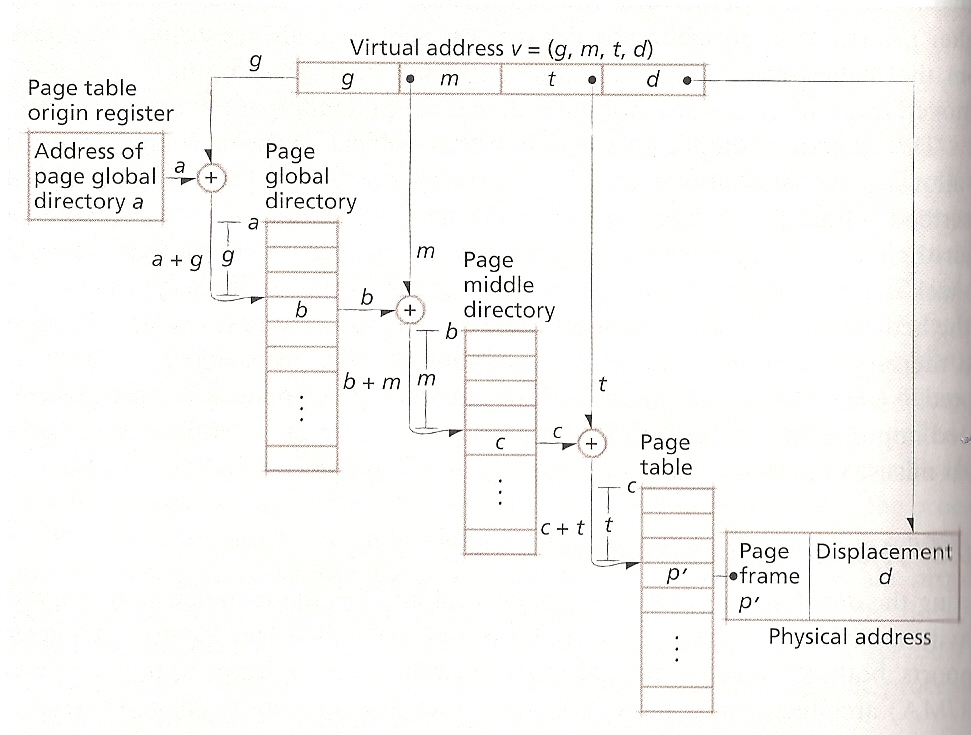 Virtual address v = (g, m, t, d)
g
g
m
t
d
Page table
origin register
Address of
page global
directory a
a
+
Page
global
directory
a
a + g
g
b
b
m
+
Page
middle
directory
b
b + m
m
t
c
c
+
Page
table
c
c + t
t
p′
Page
frame
p′
Displacement
d
Physical address